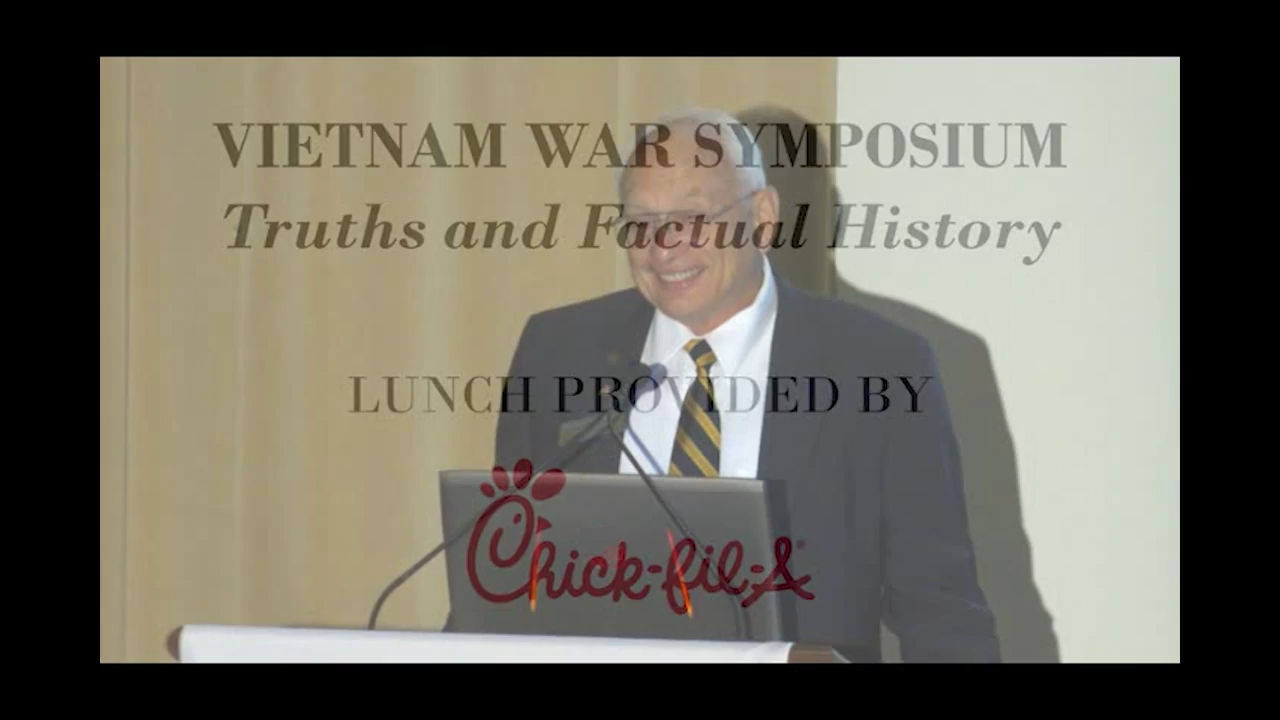 VIETNAM WAR SYMPOSIUM
Truths and Factual History
LUNCH PROVIDED BY
Chick-fil-A